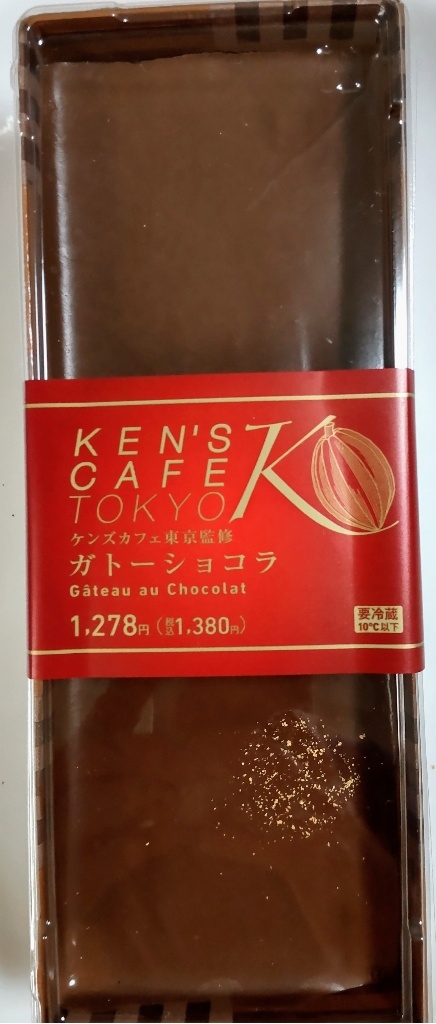 KEN'S
CAFE
TOKYO
K
ケンズカフェ東京監修
ガトーショコラ
Gâteau au Chocolat
1,278円(税込1,380円)
要冷蔵
10℃以下